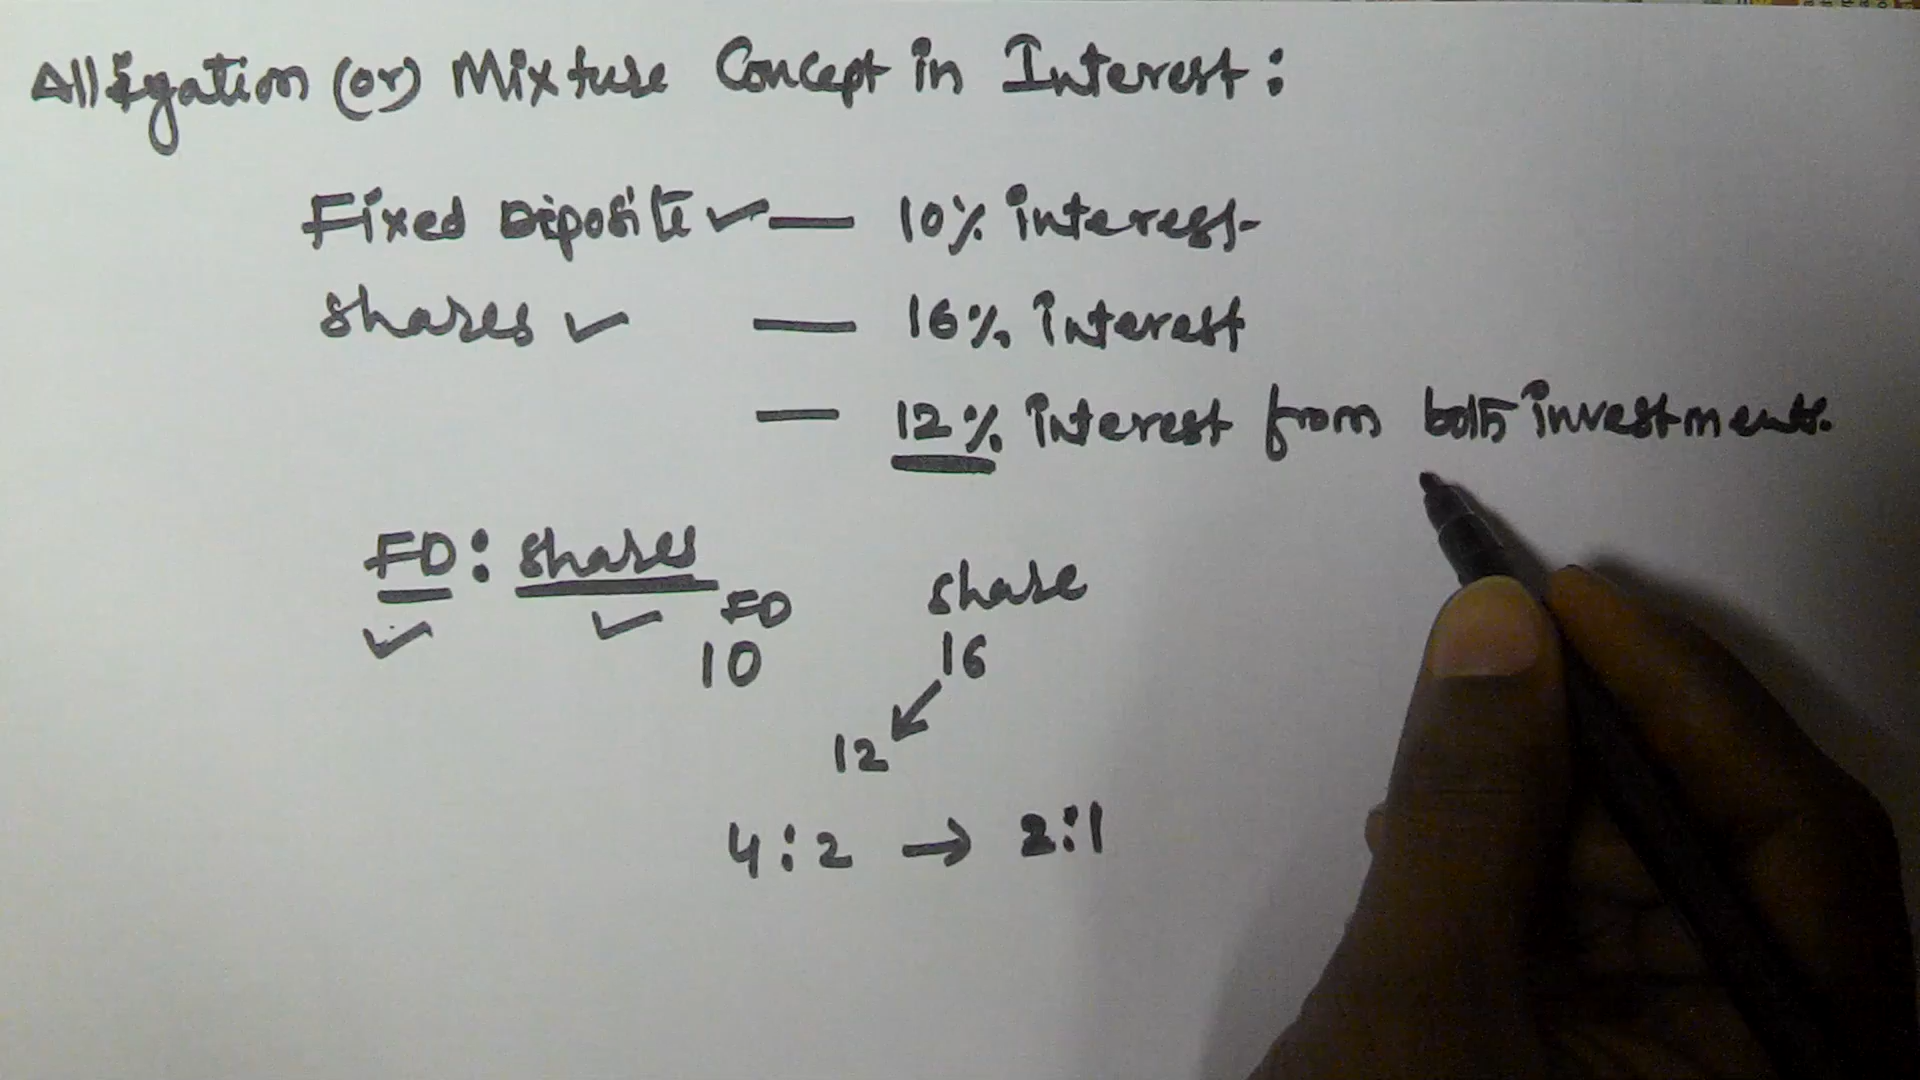 Alligation (or) Mixture Concept in Interest:
Fixed Diposite ✓ — 10% interest
Shares ✓ — 16% Interest
— 12% Interest from both investments.
FD : Shares
✓ ✓
FD share
10 16
12
4:2 → 2:1